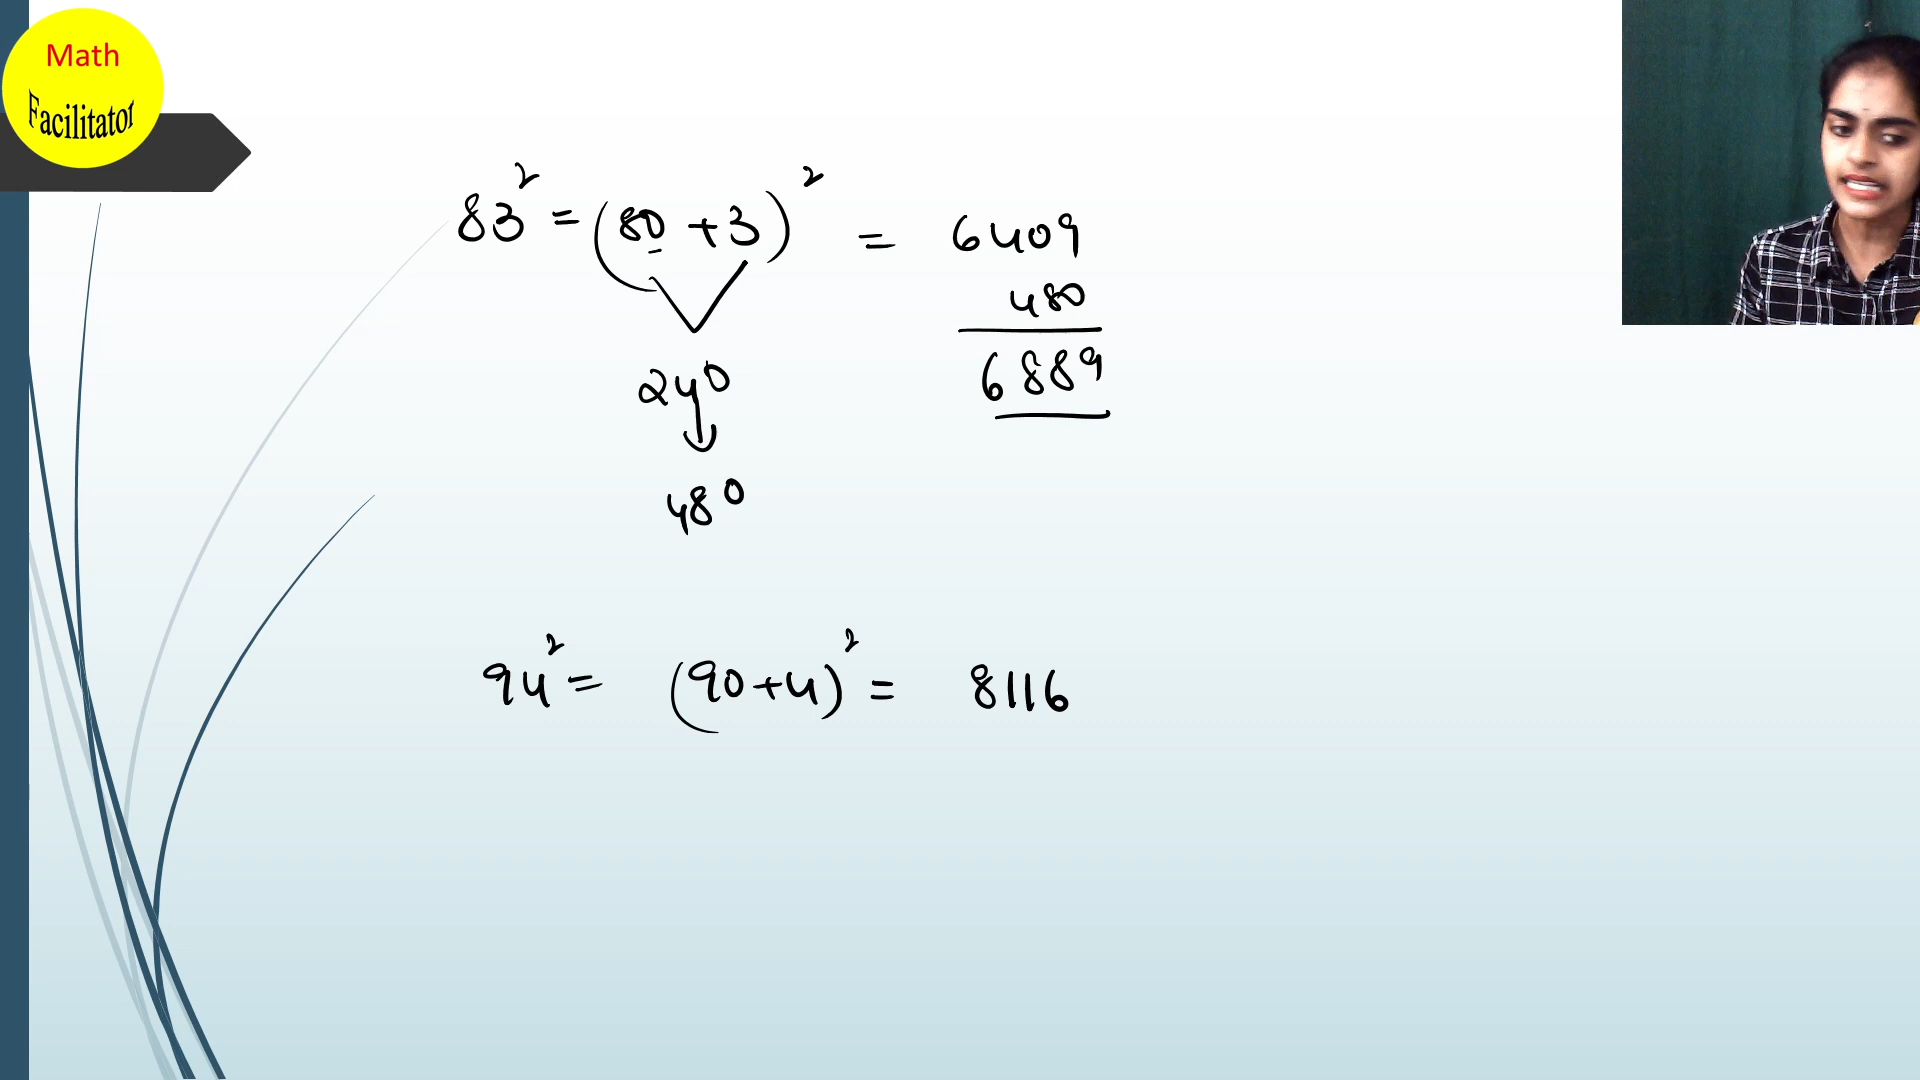 Math
Facilitator
83² = (80 + 3)² = 6409
480
6889
240
480
94² = (90+4)² = 8116